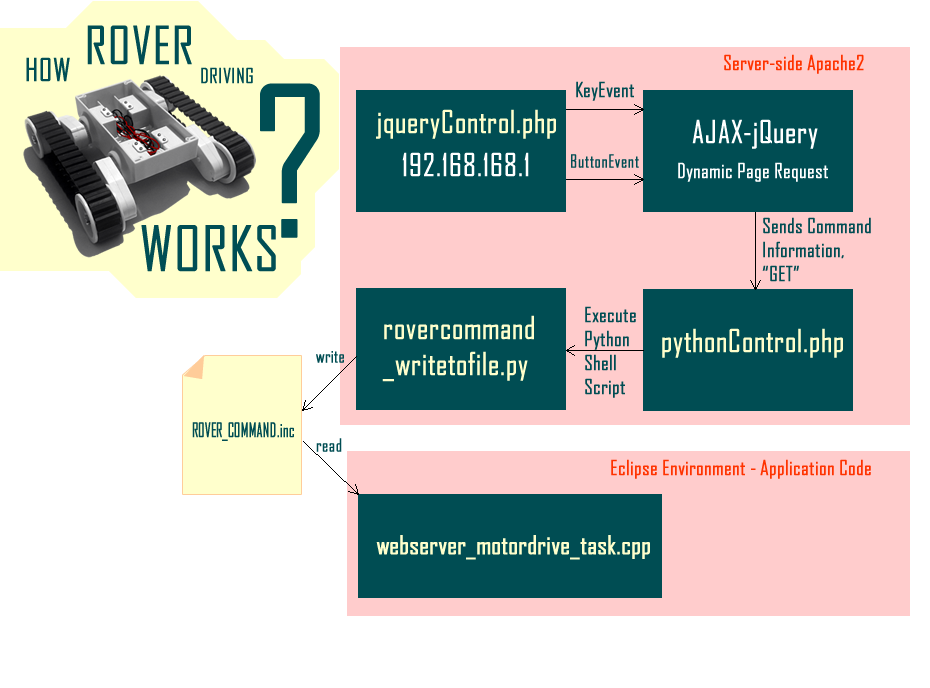 HOW ROVER DRIVING
WORKS?
Server-side Apache2
jqueryControl.php
192.168.168.1
KeyEvent
ButtonEvent
AJAX-jQuery
Dynamic Page Request
Sends Command
Information,
“GET”
pythonControl.php
Execute
Python
Shell
Script
rovercommand
_writetofile.py
write
ROVER_COMMAND.inc
read
Eclipse Environment - Application Code
webserver_motordrive_task.cpp